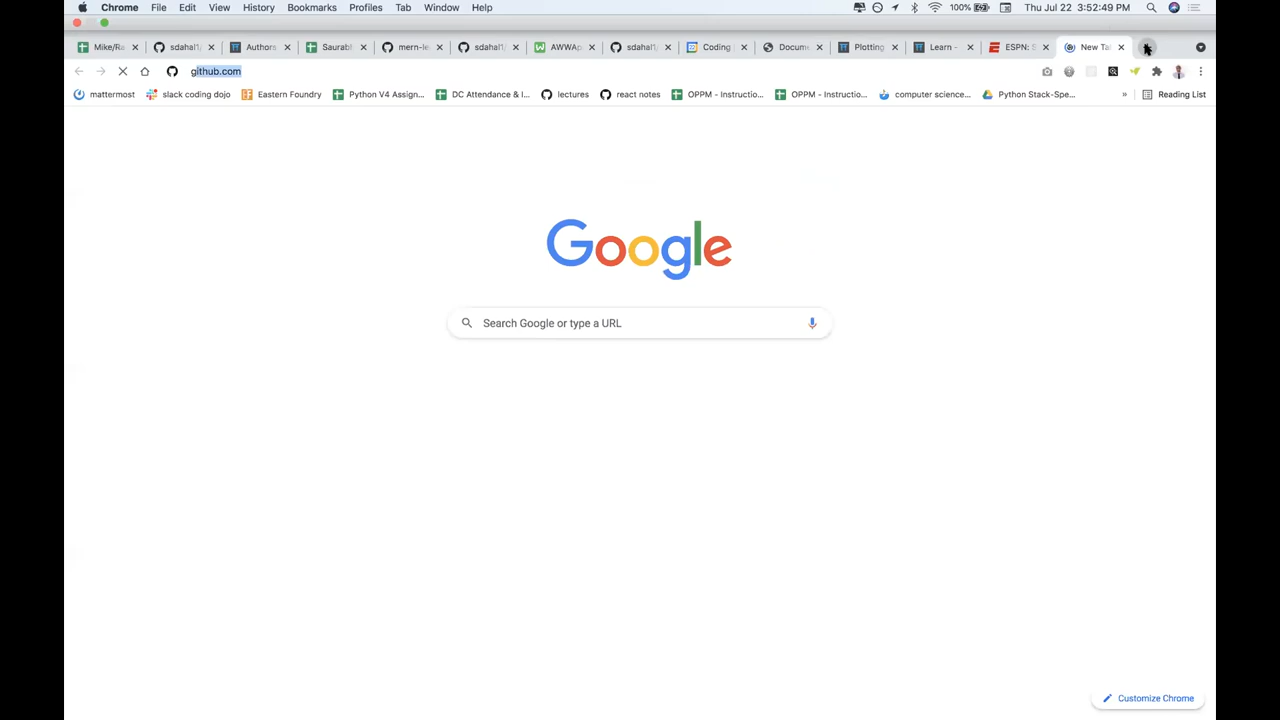 Chrome File Edit View History Bookmarks Profiles Tab Window Help 100% Thu Jul 22 3:52:49 PM
Mike/Ra sdahal1/ Authors Saurabh mern-le sdahal1/ AWWAp sdahal1/ Coding Docume Plotting Learn - ESPN: S New Ta
github.com
mattermost slack coding dojo Eastern Foundry Python V4 Assign... DC Attendance & I... lectures react notes OPPM - Instructio... OPPM - Instructio... computer science... Python Stack-Spe... » Reading List
Google
Search Google or type a URL
Customize Chrome